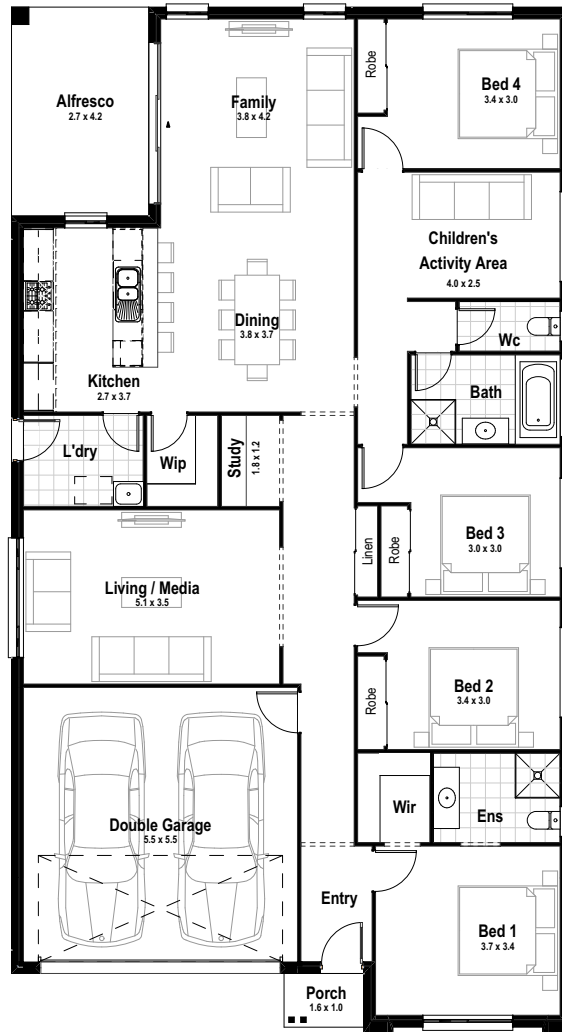 Alfresco
2.7 x 4.2
Family
3.8 x 4.2
Robe
Bed 4
3.4 x 3.0
Children's
Activity Area
4.0 x 2.5
Wc
Dining
3.8 x 3.7
Kitchen
2.7 x 3.7
Bath
L'dry
Wip
Study
1.8 x 1.2
Linen
Robe
Bed 3
3.0 x 3.0
Living / Media
5.1 x 3.5
Robe
Bed 2
3.4 x 3.0
Wir
Ens
Double Garage
5.5 x 5.5
Entry
Bed 1
3.7 x 3.4
Porch
1.6 x 1.0